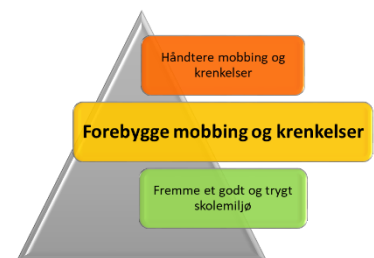 Håndtere mobbing og
krenkelser
Forebygge mobbing og krenkelser
Fremme et godt og trygt
skolemiljø